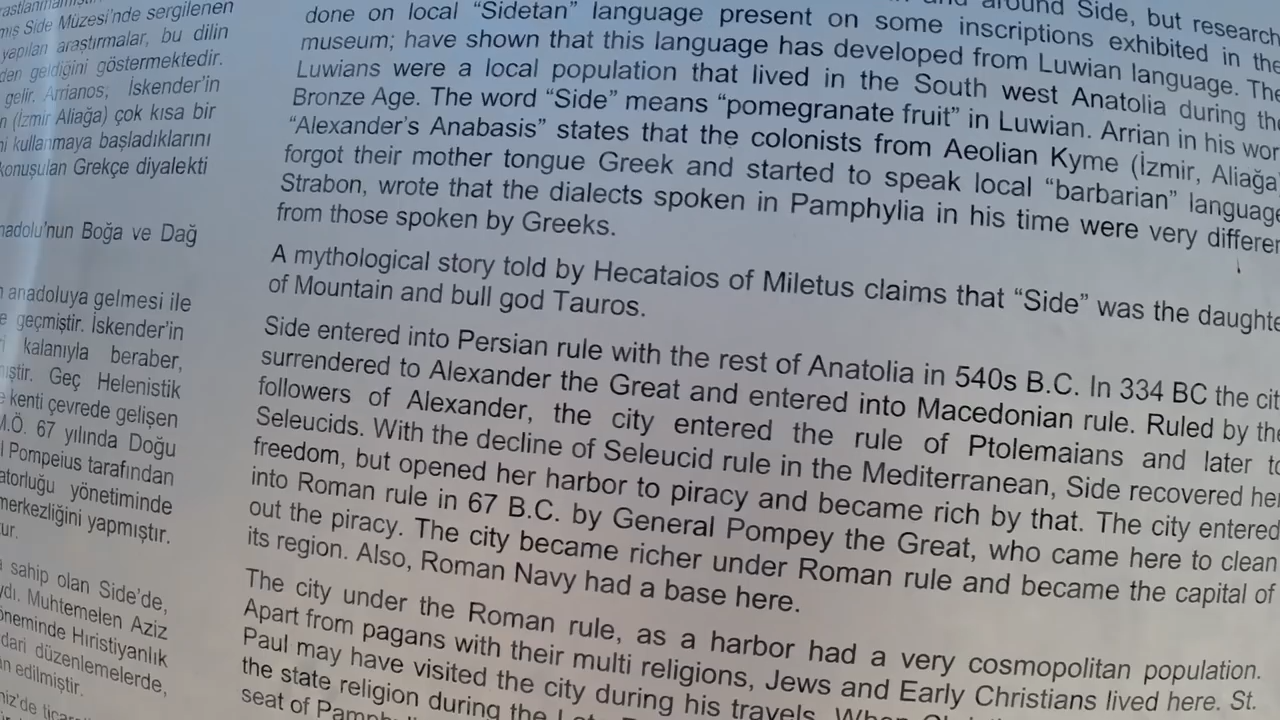 rastlanmamıştır
mış Side Müzesi’nde sergilenen
yapılan araştırmalar, bu dilin
den geldiğini göstermektedir.
gelir. Arrianos; İskender’in
n (İzmir Aliağa) çok kısa bir
ni kullanmaya başladıklarını
konuşulan Grekçe diyalekti
nadolu’nun Boğa ve Dağ
n anadoluya gelmesi ile
e geçmiştir. İskender’in
kalanıyla beraber,
mıştır. Geç Helenistik
e kenti çevrede gelişen
M.Ö. 67 yılında Doğu
l Pompeius tarafından
atorluğu yönetiminde
merkezliğini yapmıştır.
ur.
sahip olan Side’de,
ydı. Muhtemelen Aziz
öneminde Hıristiyanlık
dari düzenlemelerde,
an edilmiştir.
niz’de
around Side, but research
done on local “Sidetan” language present on some inscriptions exhibited in the
museum; have shown that this language has developed from Luwian language. The
Luwians were a local population that lived in the South west Anatolia during the
Bronze Age. The word “Side” means “pomegranate fruit” in Luwian. Arrian in his wor
“Alexander’s Anabasis” states that the colonists from Aeolian Kyme (İzmir, Aliağa
forgot their mother tongue Greek and started to speak local “barbarian” language
Strabon, wrote that the dialects spoken in Pamphylia in his time were very differen
from those spoken by Greeks.
A mythological story told by Hecataios of Miletus claims that “Side” was the daughte
of Mountain and bull god Tauros.
Side entered into Persian rule with the rest of Anatolia in 540s B.C. In 334 BC the cit
surrendered to Alexander the Great and entered into Macedonian rule. Ruled by the
followers of Alexander, the city entered the rule of Ptolemaians and later to
Seleucids. With the decline of Seleucid rule in the Mediterranean, Side recovered her
freedom, but opened her harbor to piracy and became rich by that. The city entered
into Roman rule in 67 B.C. by General Pompey the Great, who came here to clean
out the piracy. The city became richer under Roman rule and became the capital of
its region. Also, Roman Navy had a base here.
The city under the Roman rule, as a harbor had a very cosmopolitan population.
Apart from pagans with their multi religions, Jews and Early Christians lived here. St.
Paul may have visited the city during his travels. When
the state religion during the
seat of